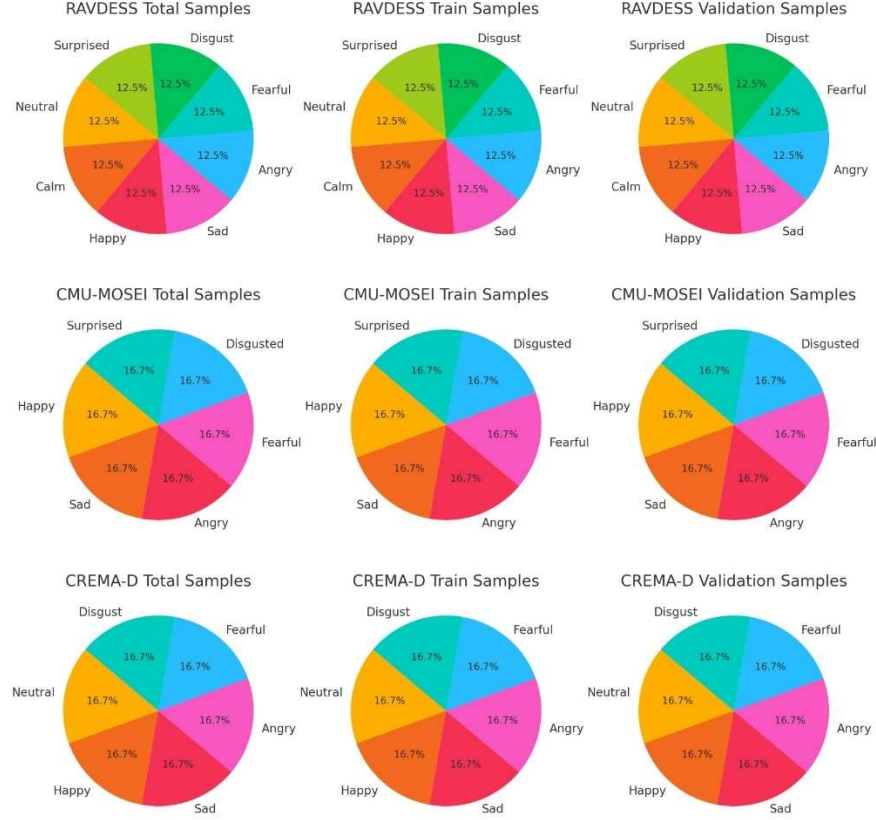 RAVDESS Total Samples
Surprised
Disgust
Neutral
Fearful
Calm
Angry
Happy
Sad
12.5%
12.5%
12.5%
12.5%
12.5%
12.5%
12.5%
12.5%
RAVDESS Train Samples
Surprised
Disgust
Neutral
Fearful
Calm
Angry
Happy
Sad
12.5%
12.5%
12.5%
12.5%
12.5%
12.5%
12.5%
12.5%
RAVDESS Validation Samples
Surprised
Disgust
Neutral
Fearful
Calm
Angry
Happy
Sad
12.5%
12.5%
12.5%
12.5%
12.5%
12.5%
12.5%
12.5%
CMU-MOSEI Total Samples
Surprised
Disgusted
Happy
Fearful
Sad
Angry
16.7%
16.7%
16.7%
16.7%
16.7%
16.7%
CMU-MOSEI Train Samples
Surprised
Disgusted
Happy
Fearful
Sad
Angry
16.7%
16.7%
16.7%
16.7%
16.7%
16.7%
CMU-MOSEI Validation Samples
Surprised
Disgusted
Happy
Fearful
Sad
Angry
16.7%
16.7%
16.7%
16.7%
16.7%
16.7%
CREMA-D Total Samples
Disgust
Fearful
Neutral
Angry
Happy
Sad
16.7%
16.7%
16.7%
16.7%
16.7%
16.7%
CREMA-D Train Samples
Disgust
Fearful
Neutral
Angry
Happy
Sad
16.7%
16.7%
16.7%
16.7%
16.7%
16.7%
CREMA-D Validation Samples
Disgust
Fearful
Neutral
Angry
Happy
Sad
16.7%
16.7%
16.7%
16.7%
16.7%
16.7%